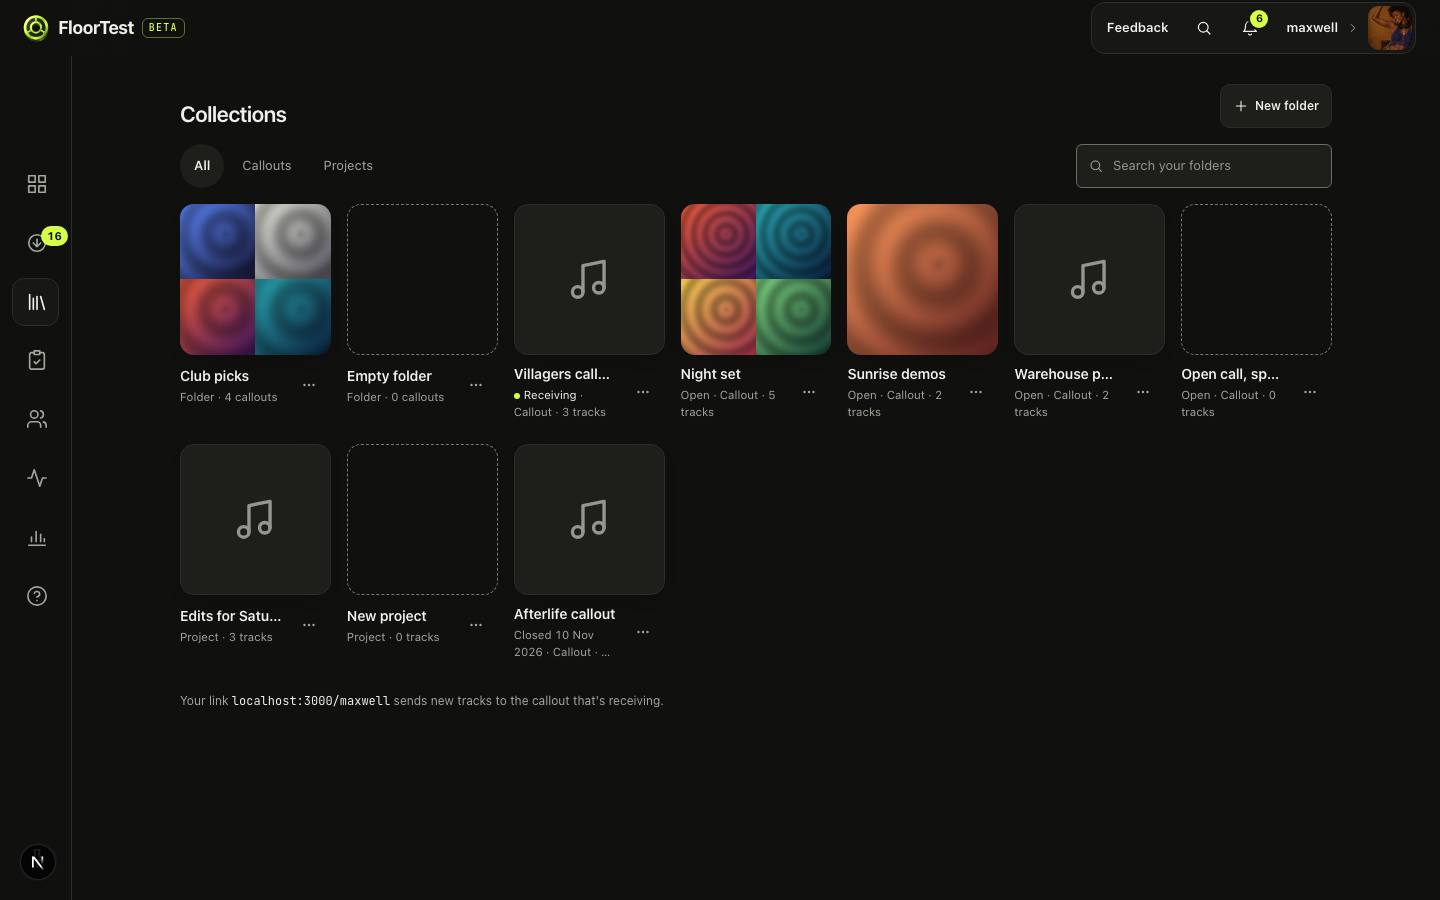 FloorTest BETA
Feedback
6
maxwell
Collections
New folder
All Callouts Projects
Search your folders
16
Club picks
Folder · 4 callouts
Empty folder
Folder · 0 callouts
Villagers call...
Receiving ·
Callout · 3 tracks
Night set
Open · Callout · 5
tracks
Sunrise demos
Open · Callout · 2
tracks
Warehouse p...
Open · Callout · 2
tracks
Open call, sp...
Open · Callout · 0
tracks
Edits for Satu...
Project · 3 tracks
New project
Project · 0 tracks
Afterlife callout
Closed 10 Nov
2026 · Callout · ...
Your link localhost:3000/maxwell sends new tracks to the callout that's receiving.
N